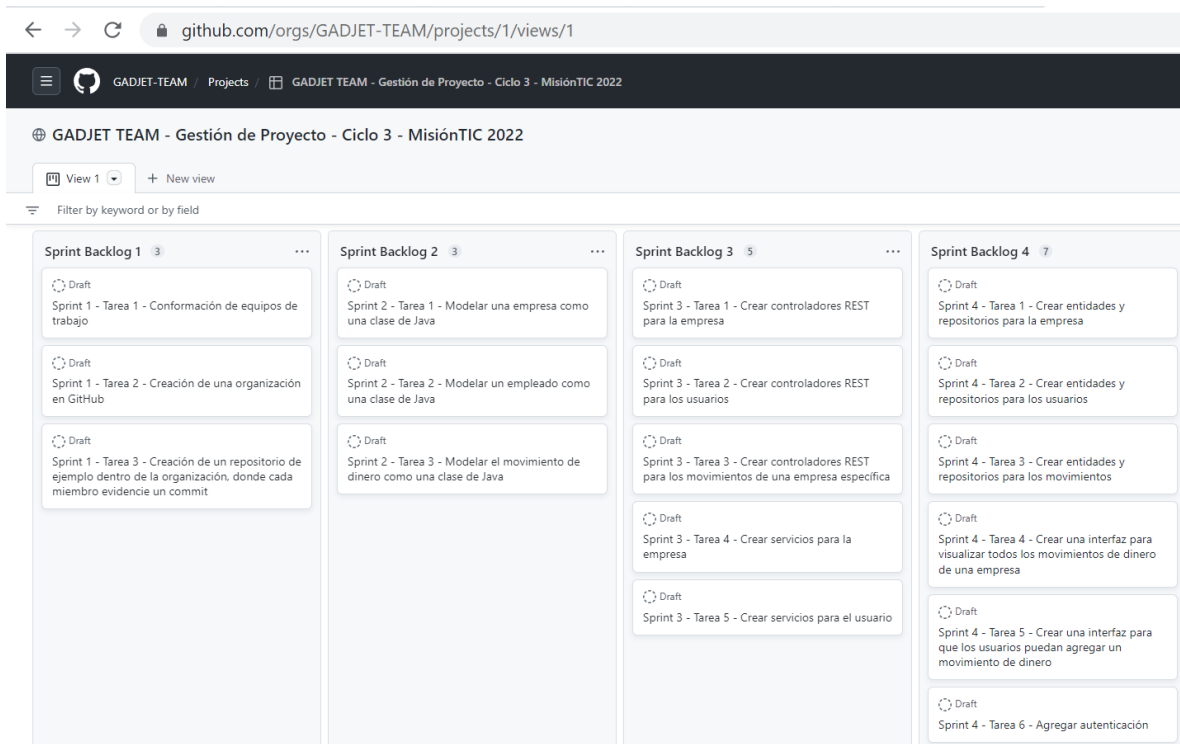 github.com/orgs/GADJET-TEAM/projects/1/views/1
GADJET-TEAM / Projects / GADJET TEAM - Gestión de Proyecto - Ciclo 3 - MisiónTIC 2022
GADJET TEAM - Gestión de Proyecto - Ciclo 3 - MisiónTIC 2022
View 1
+ New view
Filter by keyword or by field
Sprint Backlog 1 3 ...
Draft
Sprint 1 - Tarea 1 - Conformación de equipos de
trabajo
Draft
Sprint 1 - Tarea 2 - Creación de una organización
en GitHub
Draft
Sprint 1 - Tarea 3 - Creación de un repositorio de
ejemplo dentro de la organización, donde cada
miembro evidencie un commit
Sprint Backlog 2 3 ...
Draft
Sprint 2 - Tarea 1 - Modelar una empresa como
una clase de Java
Draft
Sprint 2 - Tarea 2 - Modelar un empleado como
una clase de Java
Draft
Sprint 2 - Tarea 3 - Modelar el movimiento de
dinero como una clase de Java
Sprint Backlog 3 5 ...
Draft
Sprint 3 - Tarea 1 - Crear controladores REST
para la empresa
Draft
Sprint 3 - Tarea 2 - Crear controladores REST
para los usuarios
Draft
Sprint 3 - Tarea 3 - Crear controladores REST
para los movimientos de una empresa específica
Draft
Sprint 3 - Tarea 4 - Crear servicios para la
empresa
Draft
Sprint 3 - Tarea 5 - Crear servicios para el usuario
Sprint Backlog 4 7
Draft
Sprint 4 - Tarea 1 - Crear entidades y
repositorios para la empresa
Draft
Sprint 4 - Tarea 2 - Crear entidades y
repositorios para los usuarios
Draft
Sprint 4 - Tarea 3 - Crear entidades y
repositorios para los movimientos
Draft
Sprint 4 - Tarea 4 - Crear una interfaz para
visualizar todos los movimientos de dinero
de una empresa
Draft
Sprint 4 - Tarea 5 - Crear una interfaz para
que los usuarios puedan agregar un
movimiento de dinero
Draft
Sprint 4 - Tarea 6 - Agregar autenticación